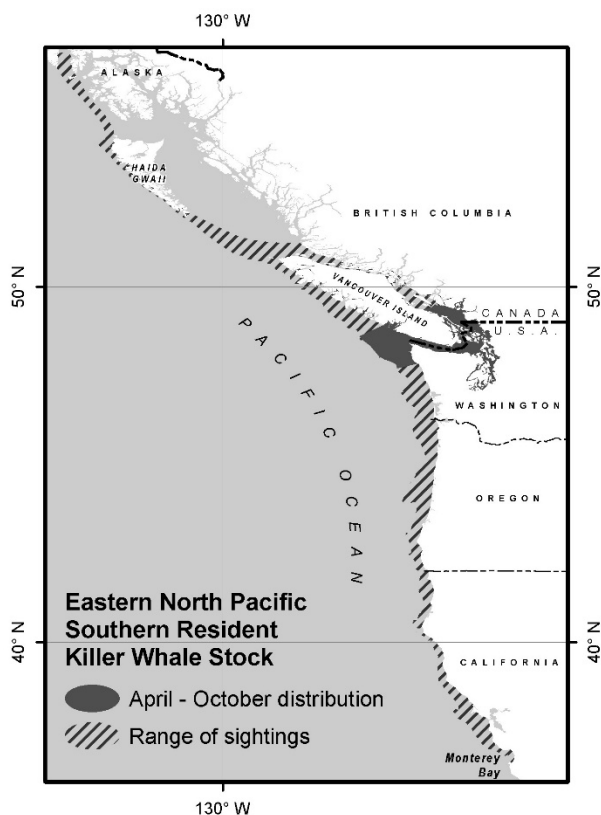 130° W
ALASKA
HAIDA
GWAII
BRITISH COLUMBIA
50° N
50° N
VANCOUVER ISLAND
CANADA
U.S.A.
PACIFIC OCEAN
WASHINGTON
OREGON
Eastern North Pacific
Southern Resident
Killer Whale Stock
40° N
40° N
CALIFORNIA
April - October distribution
Range of sightings
Monterey
Bay
130° W